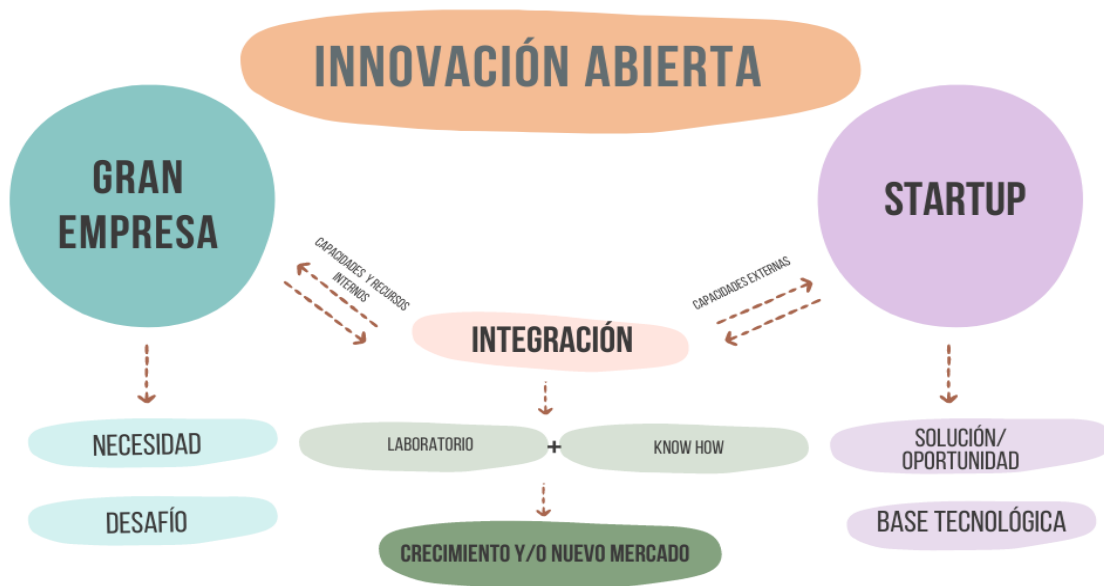 INNOVACIÓN ABIERTA
GRAN
EMPRESA
STARTUP
CAPACIDADES Y RECURSOS
INTERNOS
CAPACIDADES EXTERNAS
INTEGRACIÓN
NECESIDAD
LABORATORIO
+
KNOW HOW
SOLUCIÓN/
OPORTUNIDAD
DESAFÍO
BASE TECNOLÓGICA
CRECIMIENTO Y/O NUEVO MERCADO